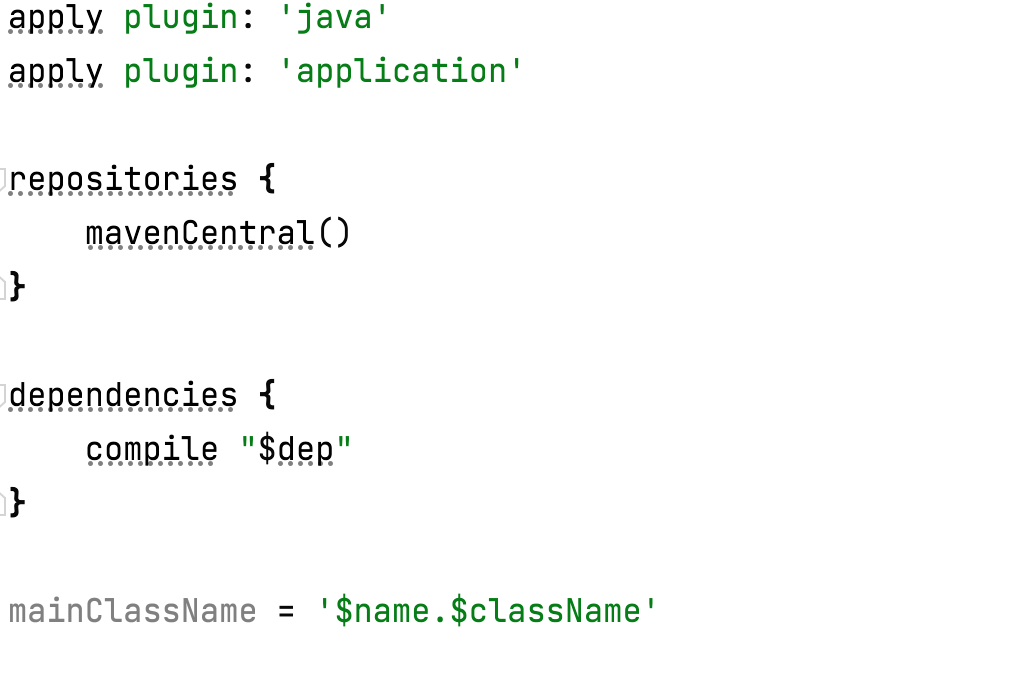 apply plugin: 'java'
apply plugin: 'application'
repositories {
    mavenCentral()
}
dependencies {
    compile "$dep"
}
mainClassName = '$name.$className'